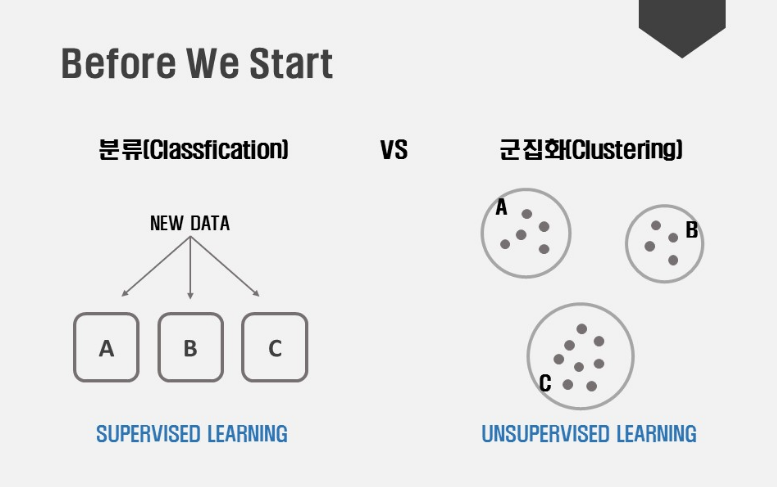 Before We Start
분류(Classfication)
VS
군집화(Clustering)
NEW DATA
A
B
C
SUPERVISED LEARNING
A
B
C
UNSUPERVISED LEARNING